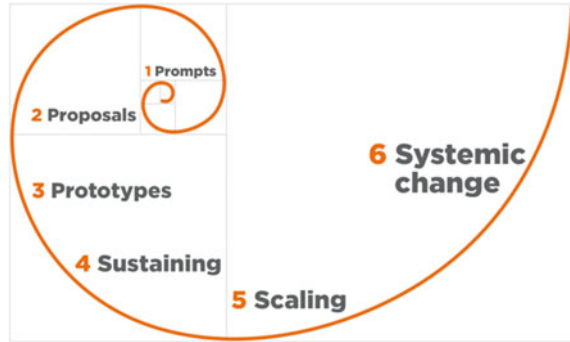 1 Prompts
2 Proposals
3 Prototypes
4 Sustaining
5 Scaling
6 Systemic
change